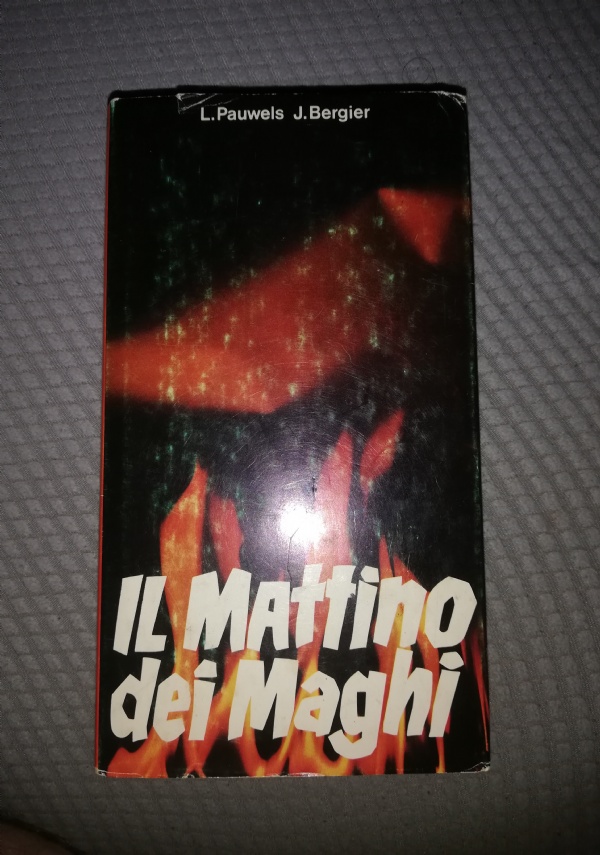 L.Pauwels J.Bergier
IL MAttino
dei Maghi